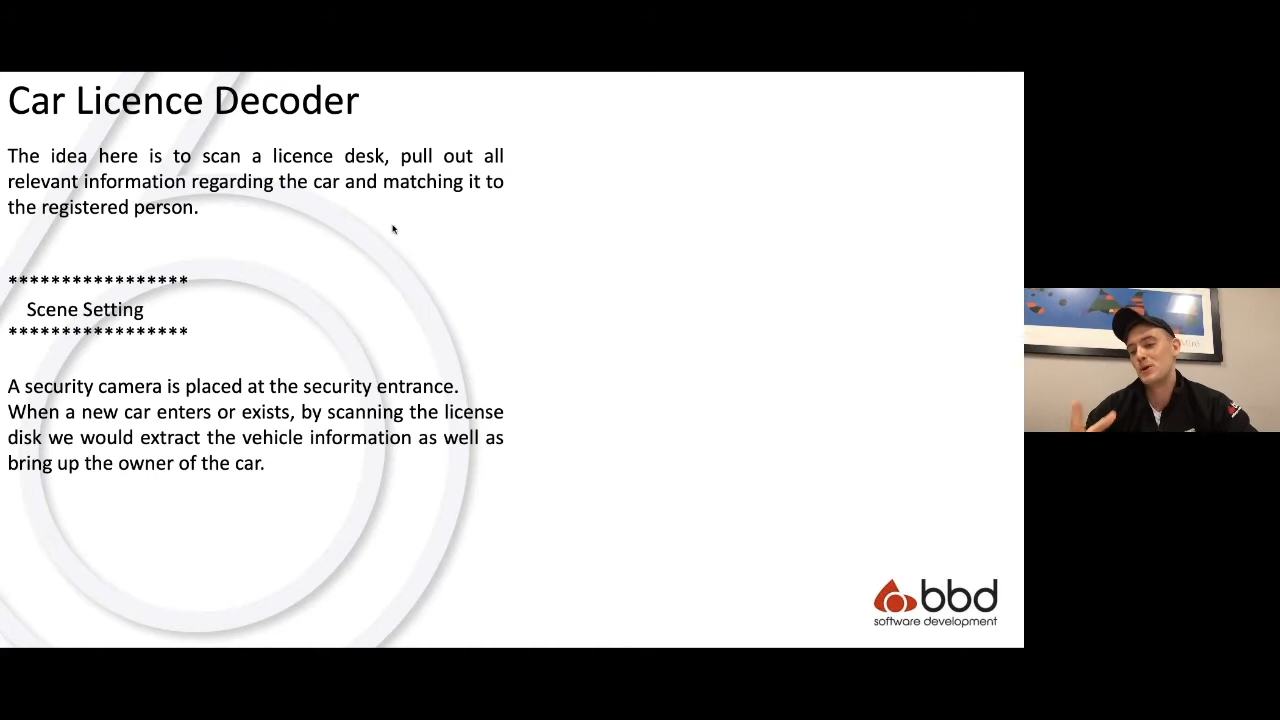 Car Licence Decoder
The idea here is to scan a licence desk, pull out all
relevant information regarding the car and matching it to
the registered person.
*****************
Scene Setting
*****************
A security camera is placed at the security entrance.
When a new car enters or exists, by scanning the license
disk we would extract the vehicle information as well as
bring up the owner of the car.
bbd
software development